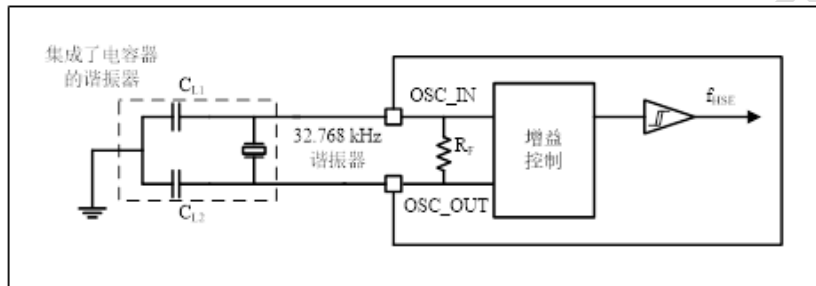 集成了电容器
的谐振器
C_L1
OSC_IN
f_HSE
32.768 kHz
谐振器
R_F
增益
控制
C_L2
OSC_OUT